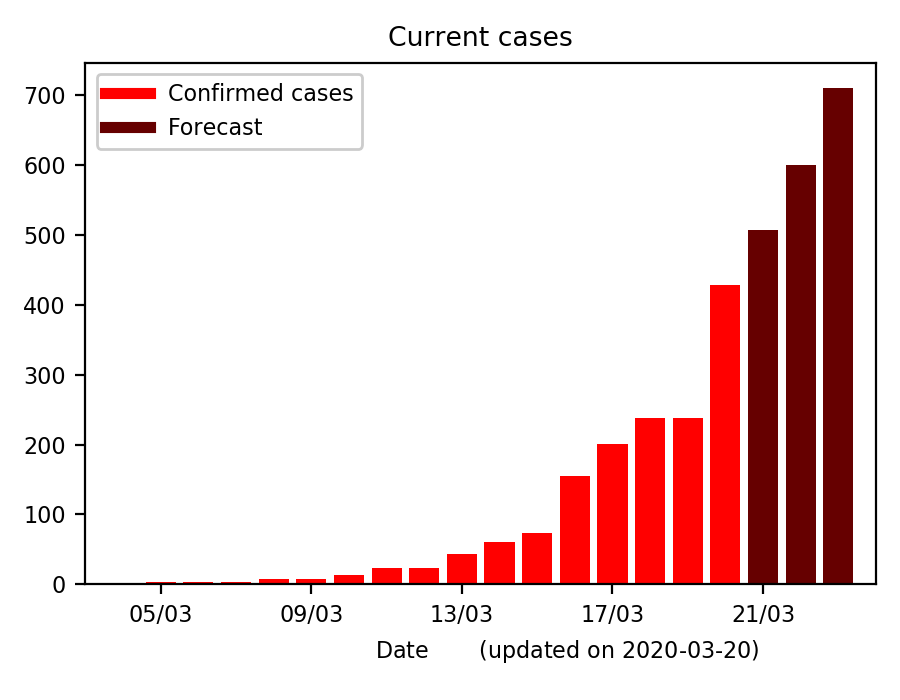 Current cases
Confirmed cases
Forecast
700
600
500
400
300
200
100
0
05/03 09/03 13/03 17/03 21/03
Date (updated on 2020-03-20)